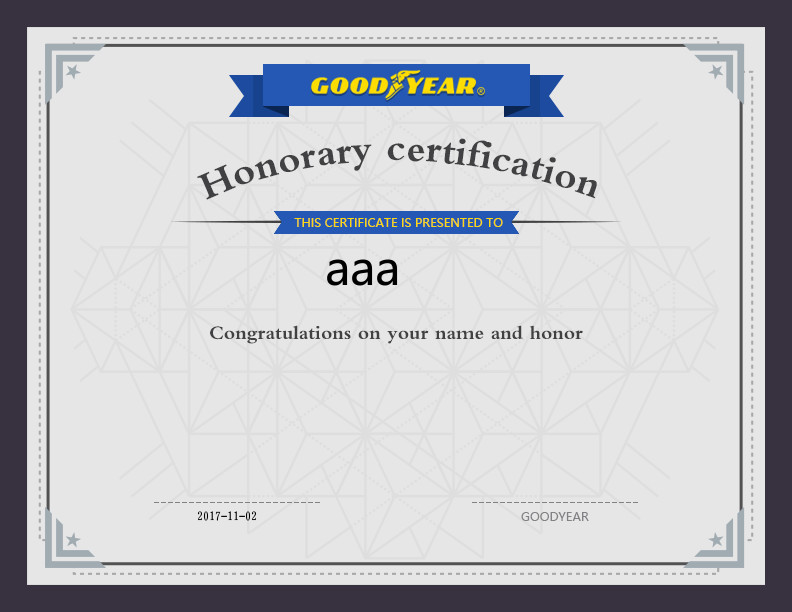 GOODYEAR®
Honorary certification
THIS CERTIFICATE IS PRESENTED TO
aaa
Congratulations on your name and honor
2017-11-02
GOODYEAR